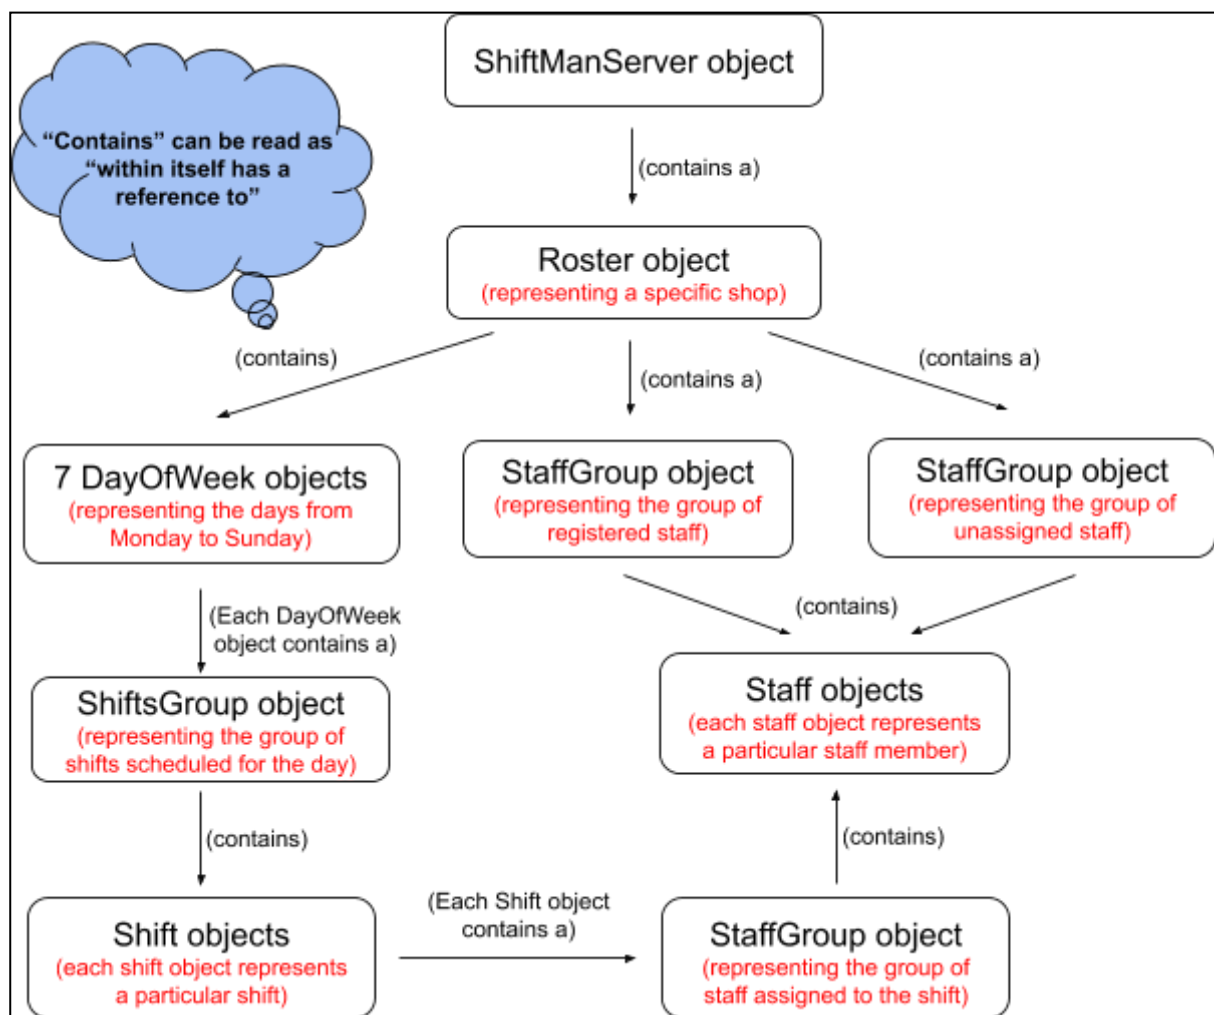 ShiftManServer object
“Contains” can be read as
“within itself has a
reference to”
(contains a)
Roster object
(representing a specific shop)
(contains)
(contains a)
(contains a)
7 DayOfWeek objects
(representing the days from
Monday to Sunday)
StaffGroup object
(representing the group of
registered staff)
StaffGroup object
(representing the group of
unassigned staff)
(Each DayOfWeek
object contains a)
(contains)
ShiftsGroup object
(representing the group of
shifts scheduled for the day)
Staff objects
(each staff object represents
a particular staff member)
(contains)
(contains)
Shift objects
(each shift object represents
a particular shift)
(Each Shift object
contains a)
StaffGroup object
(representing the group of
staff assigned to the shift)